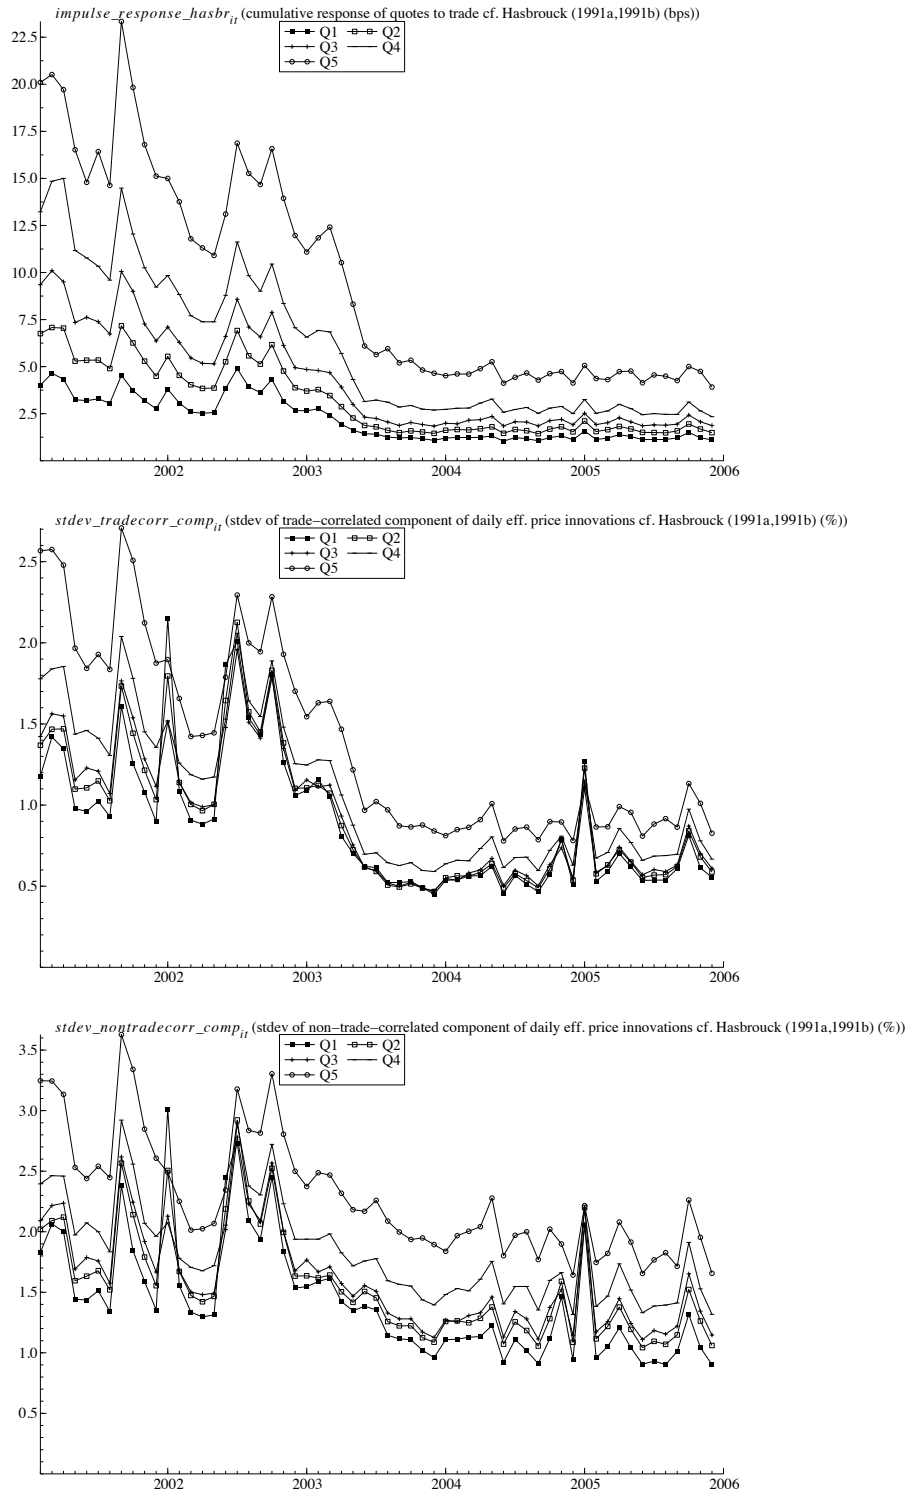 impulse_response_hasbr_it (cumulative response of quotes to trade cf. Hasbrouck (1991a,1991b) (bps))
Q1 Q2
Q3 Q4
Q5
22.5
20.0
17.5
15.0
12.5
10.0
7.5
5.0
2.5
2002 2003 2004 2005 2006
stdev_tradecorr_comp_it (stdev of trade−correlated component of daily eff. price innovations cf. Hasbrouck (1991a,1991b) (%))
Q1 Q2
Q3 Q4
Q5
2.5
2.0
1.5
1.0
0.5
2002 2003 2004 2005 2006
stdev_nontradecorr_comp_it (stdev of non−trade−correlated component of daily eff. price innovations cf. Hasbrouck (1991a,1991b) (%))
Q1 Q2
Q3 Q4
Q5
3.5
3.0
2.5
2.0
1.5
1.0
0.5
2002 2003 2004 2005 2006